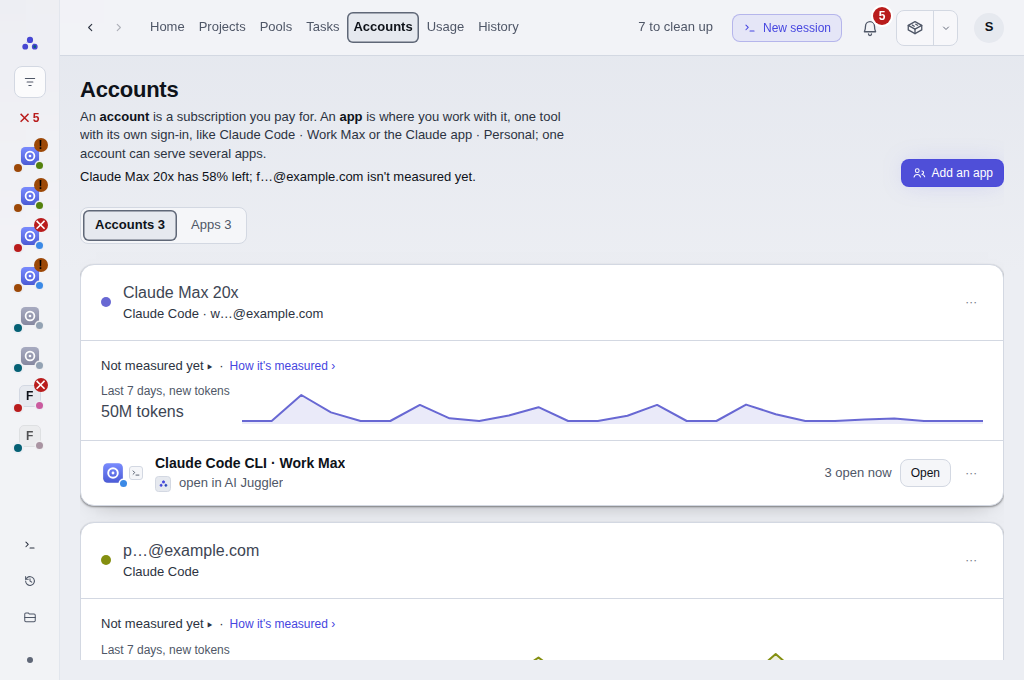 Home Projects Pools Tasks Accounts Usage History 7 to clean up New session 5 S
5
Accounts
An account is a subscription you pay for. An app is where you work with it, one tool
with its own sign-in, like Claude Code · Work Max or the Claude app · Personal; one
account can serve several apps.
Claude Max 20x has 58% left; f…@example.com isn't measured yet.
Add an app
Accounts 3 Apps 3
Claude Max 20x
Claude Code · w…@example.com
Not measured yet ▸ · How it's measured ›
Last 7 days, new tokens
50M tokens
Claude Code CLI · Work Max
open in AI Juggler
3 open now Open
p…@example.com
Claude Code
Not measured yet ▸ · How it's measured ›
Last 7 days, new tokens
F
F